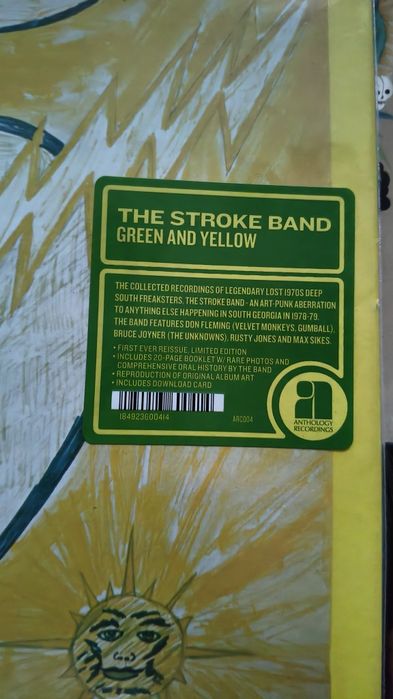 THE STROKE BAND
GREEN AND YELLOW
THE COLLECTED RECORDINGS OF LEGENDARY LOST 1970S DEEP
SOUTH FREAKSTERS, THE STROKE BAND - AN ART-PUNK ABERRATION
TO ANYTHING ELSE HAPPENING IN SOUTH GEORGIA IN 1978-79.
THE BAND FEATURES DON FLEMING (VELVET MONKEYS, GUMBALL),
BRUCE JOYNER (THE UNKNOWNS), RUSTY JONES AND MAX SIKES.
• FIRST EVER REISSUE, LIMITED EDITION
• INCLUDES 20-PAGE BOOKLET W/ RARE PHOTOS AND
COMPREHENSIVE ORAL HISTORY BY THE BAND
• REPRODUCTION OF ORIGINAL ALBUM ART
• INCLUDES DOWNLOAD CARD
184923000414
ARC004
a
ANTHOLOGY
RECORDINGS